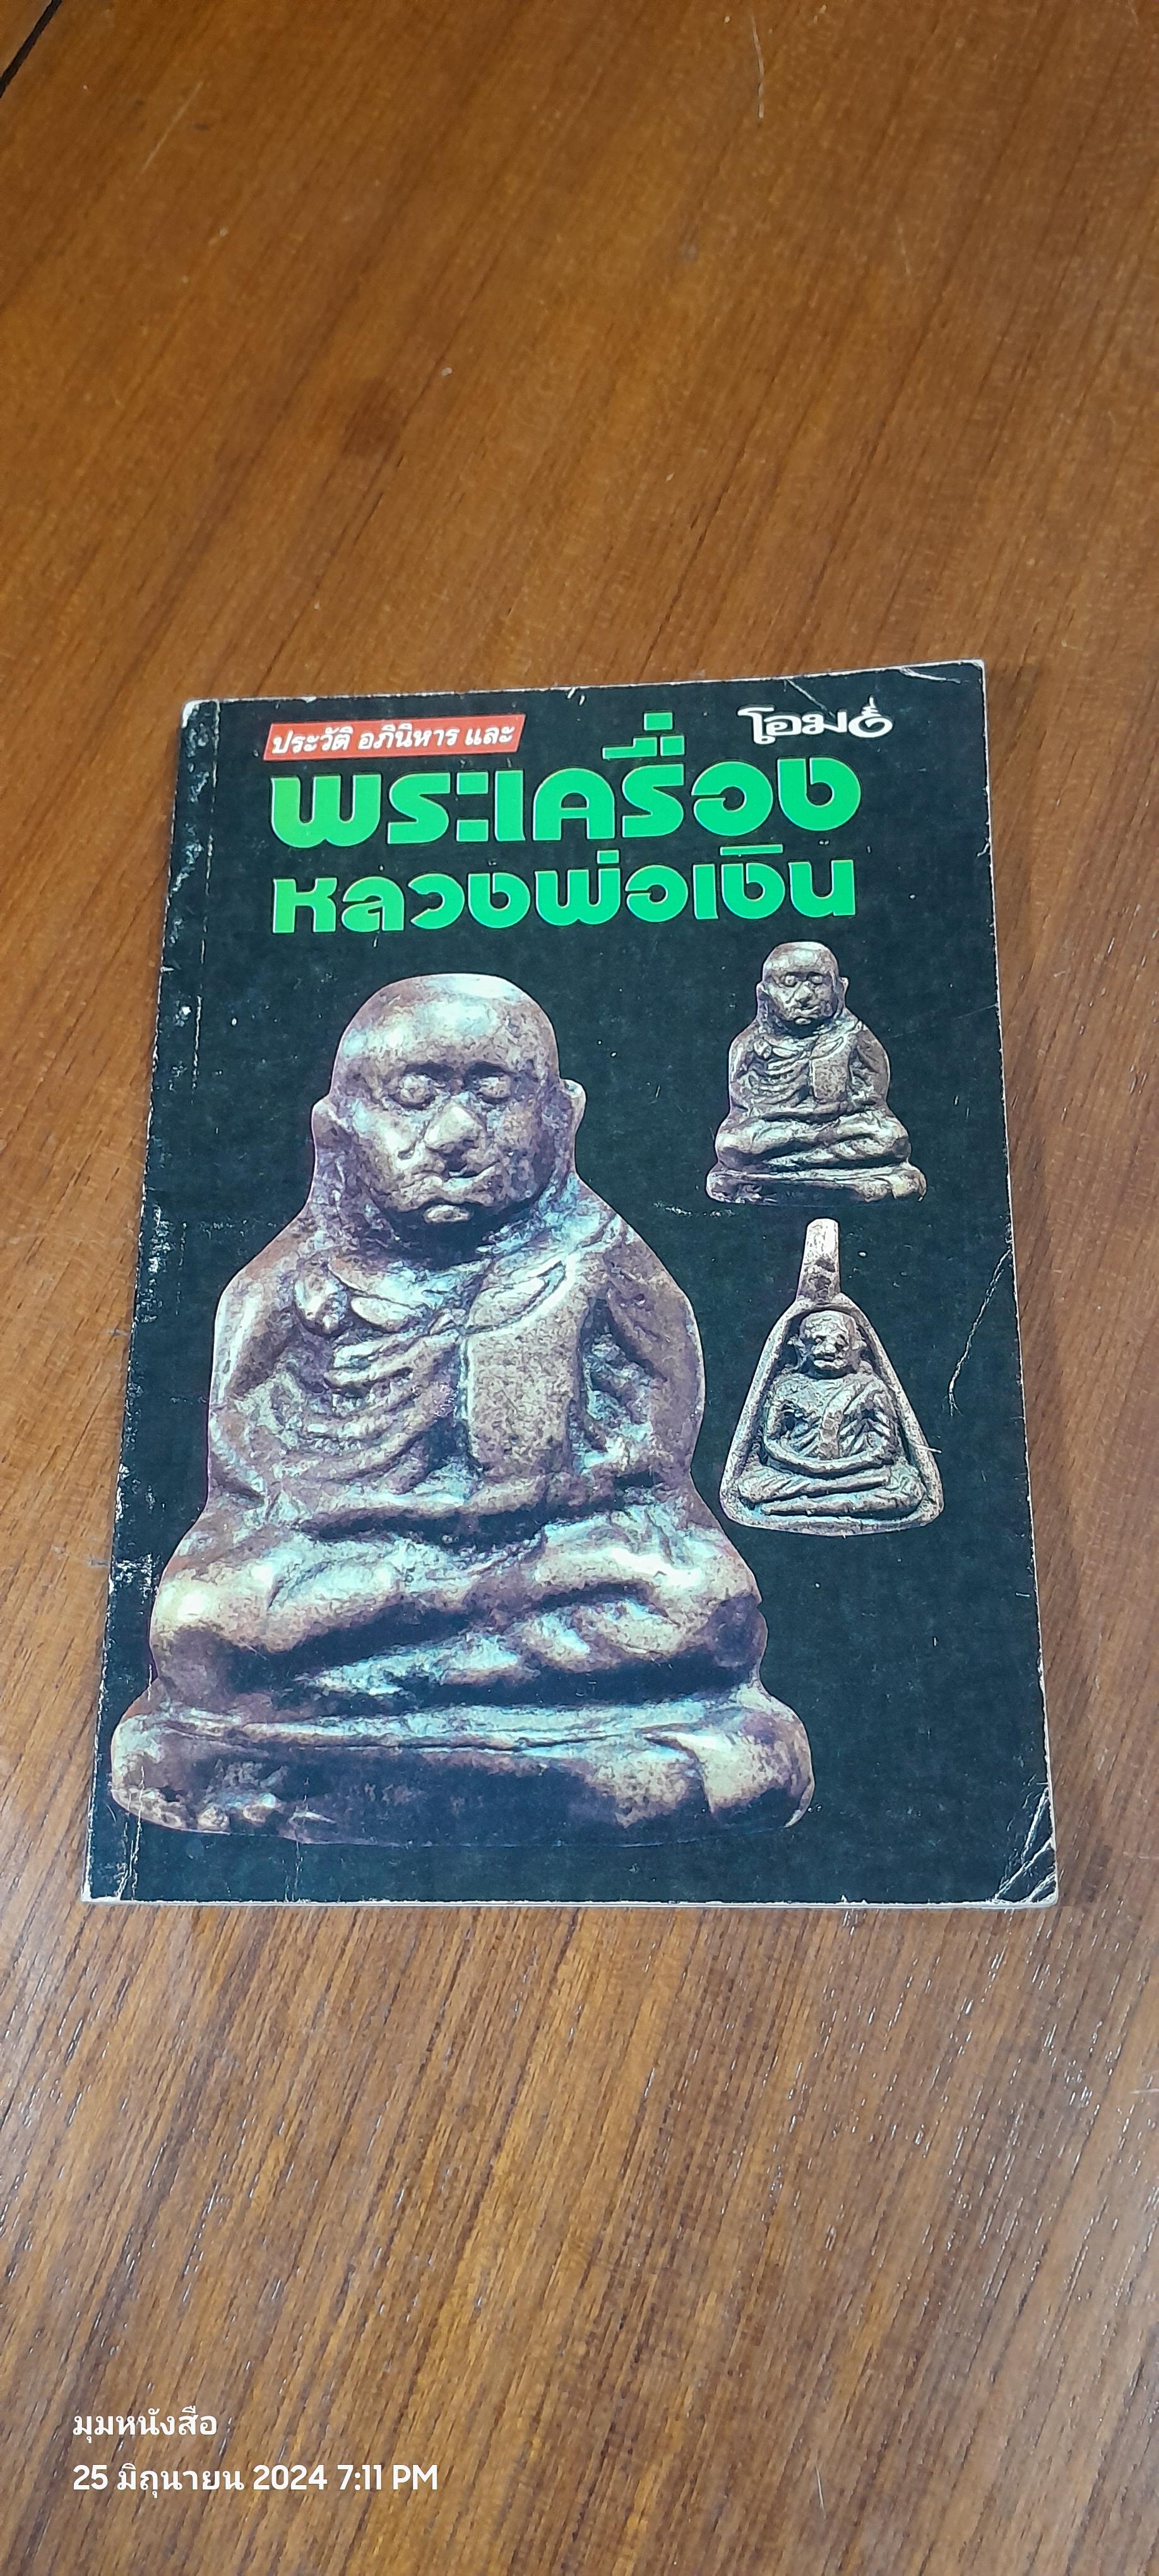 ประวัติ อภินิหาร และ
โอม
พระเครื่อง
หลวงพ่อเงิน
มุมหนังสือ
25 มิถุนายน 2024 7:11 PM